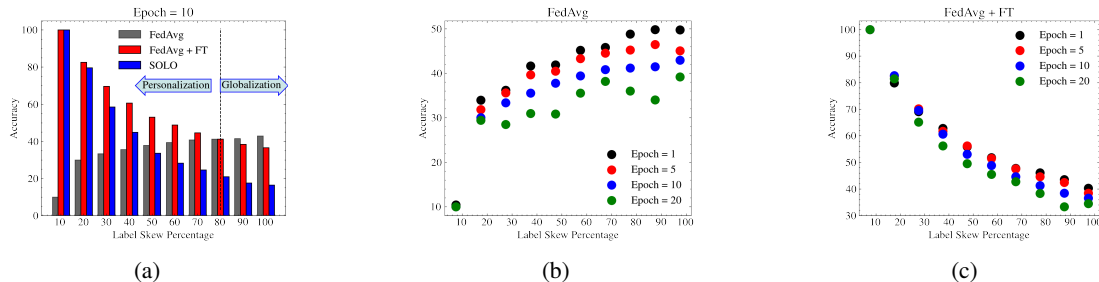 Epoch = 10
100
80
60
40
20
0
Accuracy
FedAvg
FedAvg + FT
SOLO
Personalization
Globalization
10 20 30 40 50 60 70 80 90 100
Label Skew Percentage
(a)
FedAvg
50
40
30
20
10
Accuracy
Epoch = 1
Epoch = 5
Epoch = 10
Epoch = 20
10 20 30 40 50 60 70 80 90 100
Label Skew Percentage
(b)
FedAvg + FT
100
90
80
70
60
50
40
30
Accuracy
Epoch = 1
Epoch = 5
Epoch = 10
Epoch = 20
10 20 30 40 50 60 70 80 90 100
Label Skew Percentage
(c)